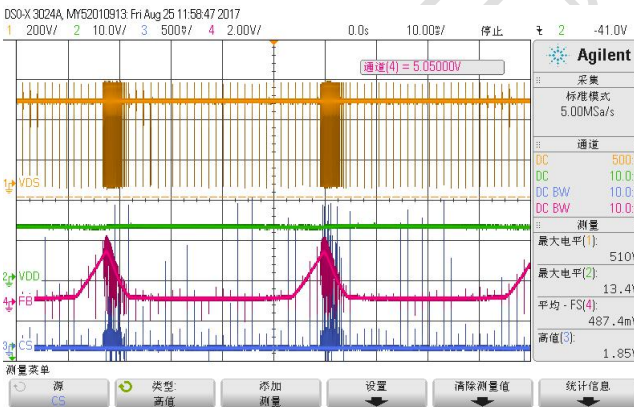 DSO-X 3024A, MY52010913: Fri Aug 25 11:58:47 2017
1 200V/ 2 10.0V/ 3 500%/ 4 2.00V/ 0.0s 10.00%/ 停止 2 -41.0V
通道(4) = 5.05000V
Agilent
采集
标准模式
5.00MSa/s
通道
DC 500:
DC 10.0:
DC BW 10.0:
DC BW 10.0:
测量
最大电平(1):
510V
最大电平(2):
13.4V
平均 - FS(4):
487.4mV
高值(3):
1.85V
1 VDS
2 VDD
4 FB
3 CS
测量菜单
源 类型: 添加 设置 清除测量值 统计信息
CS 高值 测量